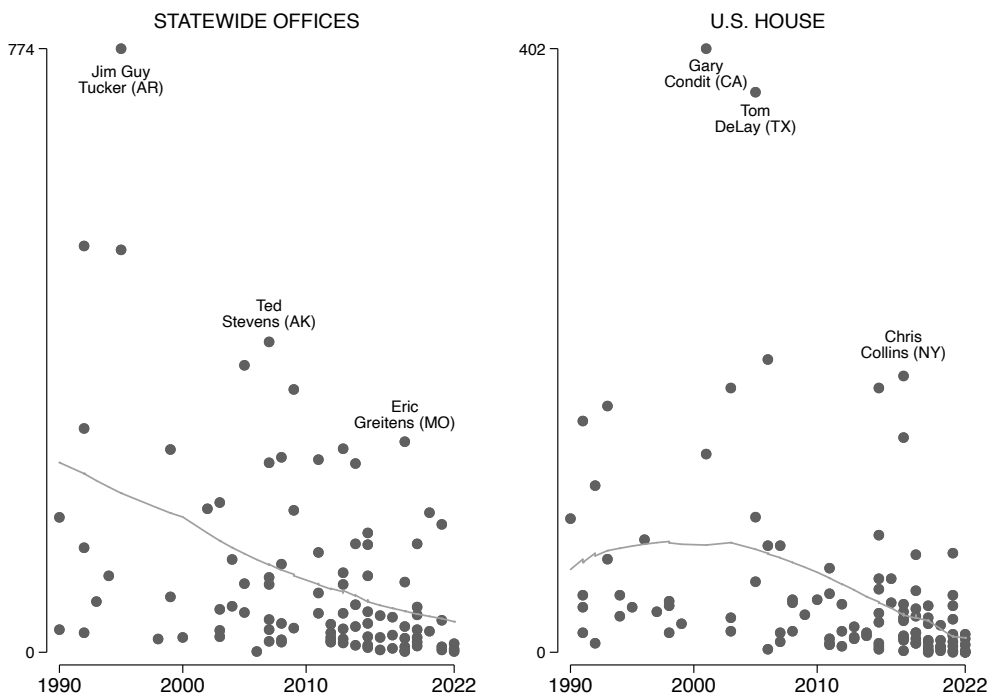 STATEWIDE OFFICES
774
Jim Guy
Tucker (AR)
Ted
Stevens (AK)
Eric
Greitens (MO)
0
1990 2000 2010 2022
U.S. HOUSE
402
Gary
Condit (CA)
Tom
DeLay (TX)
Chris
Collins (NY)
0
1990 2000 2010 2022